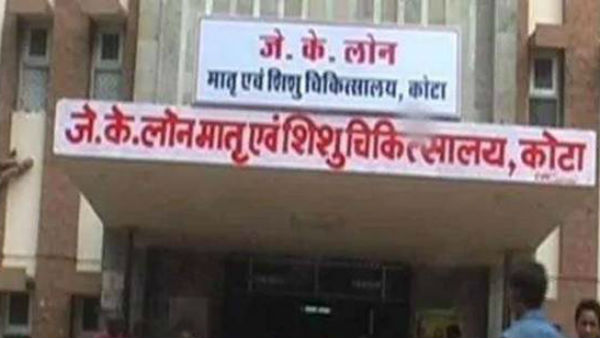 जे. के. लोन
मातृ एवं शिशु चिकित्सालय, कोटा
जे.के.लोन मातृ एवं शिशु चिकित्सालय, कोटा